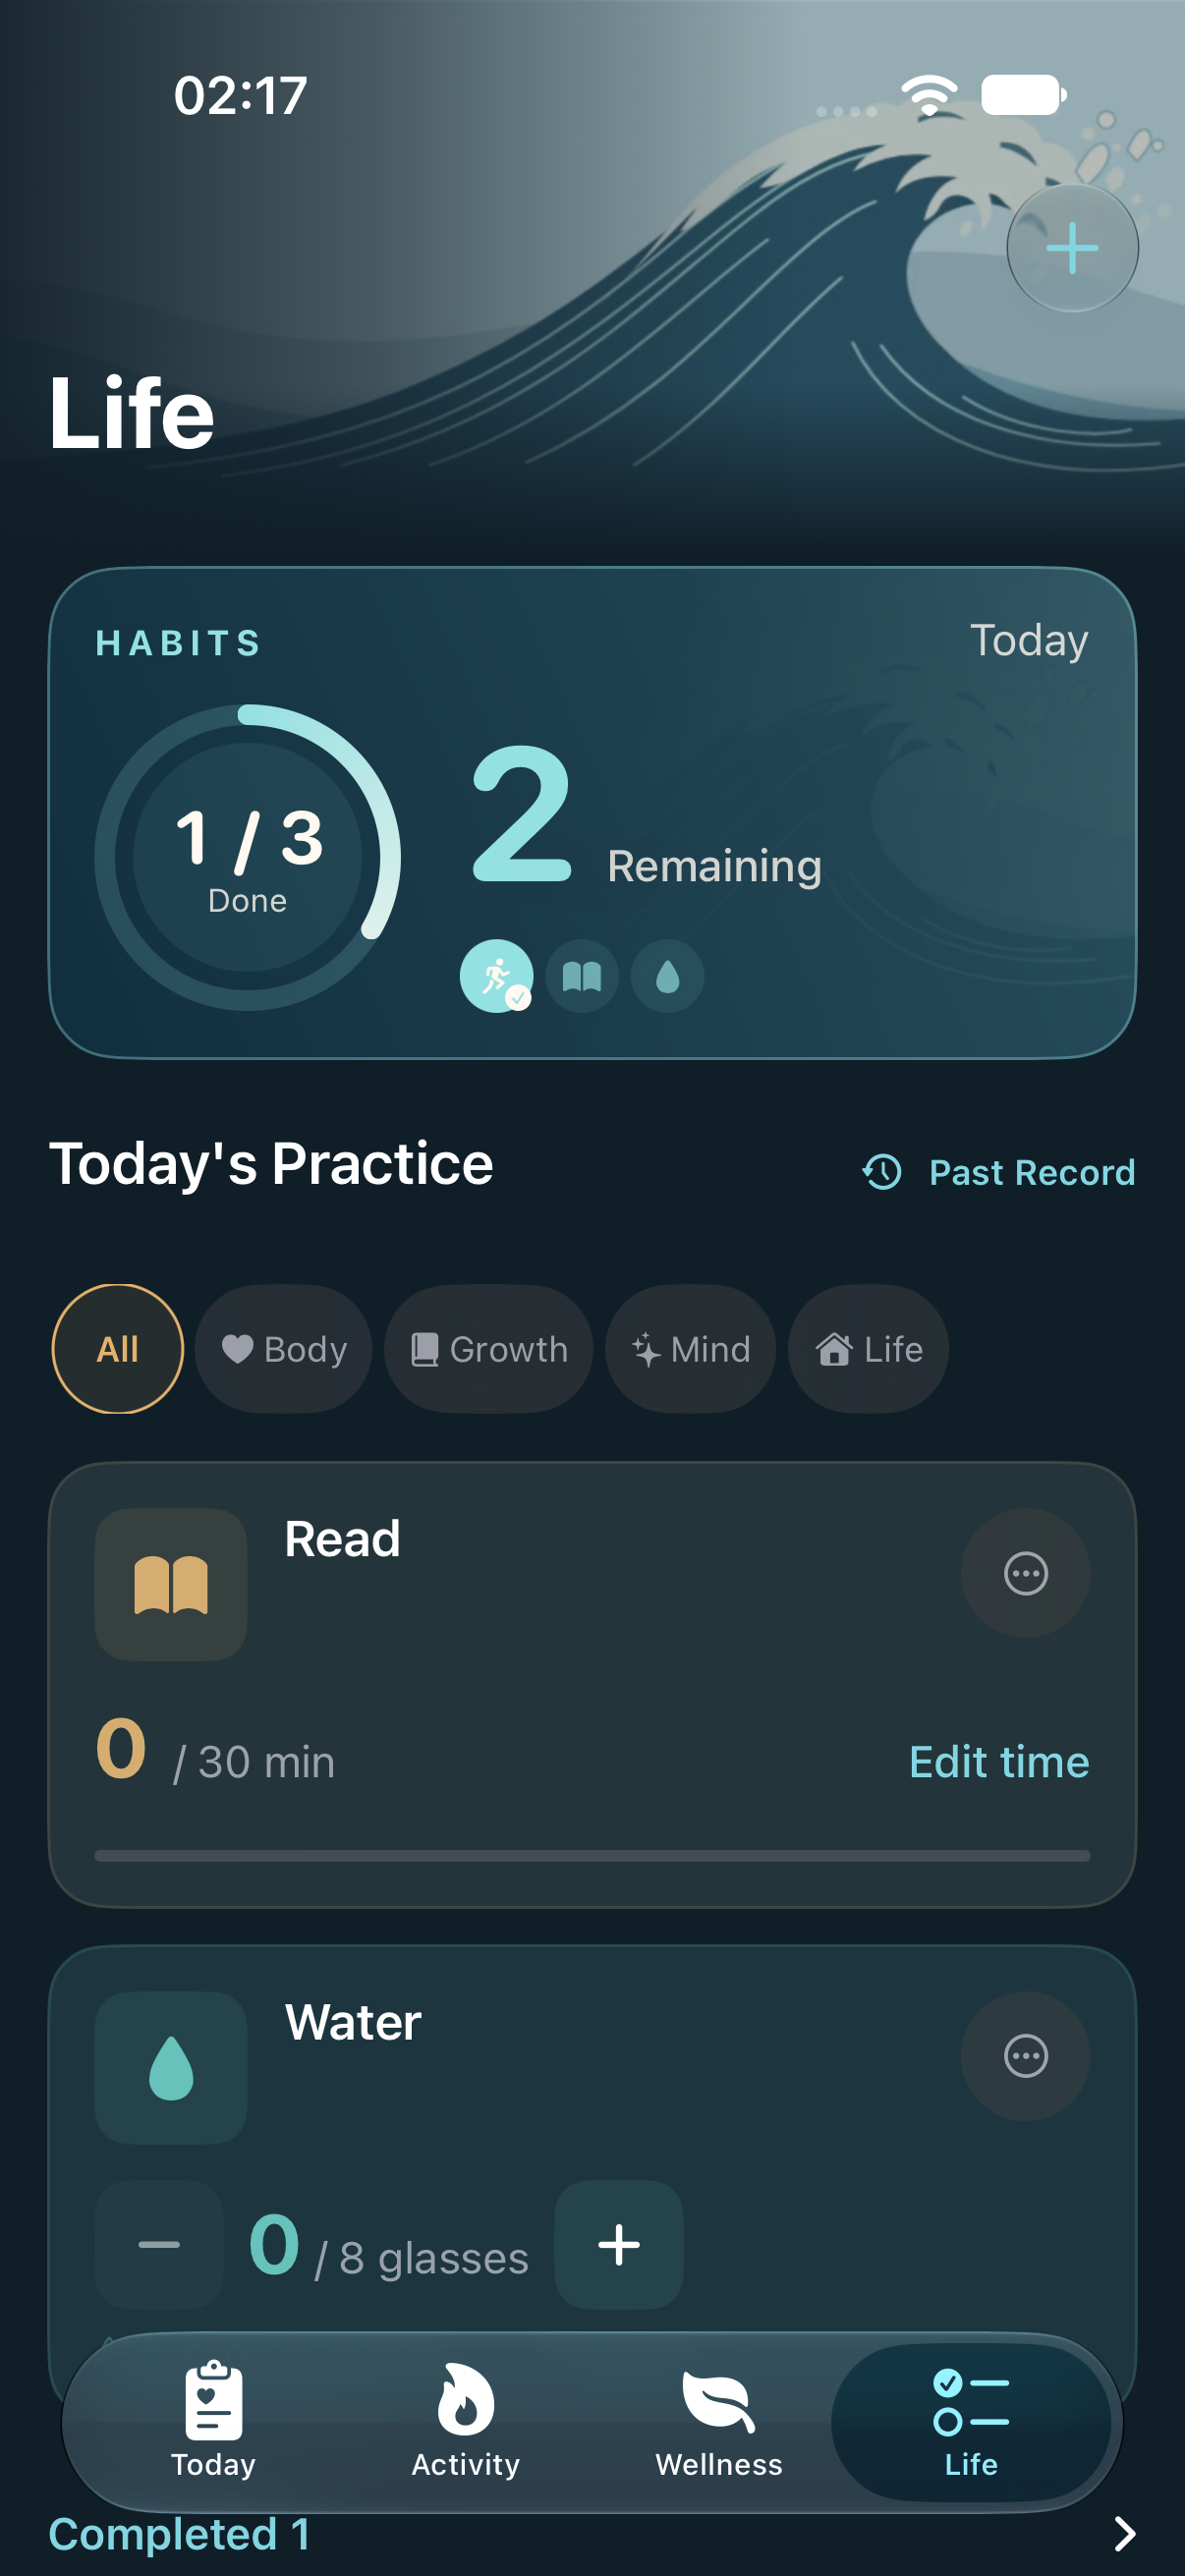 02:17
Life
HABITS
Today
1 / 3
Done
2 Remaining
Today's Practice
Past Record
All
Body
Growth
Mind
Life
Read
0 / 30 min
Edit time
Water
0 / 8 glasses
Today
Activity
Wellness
Life
Completed 1